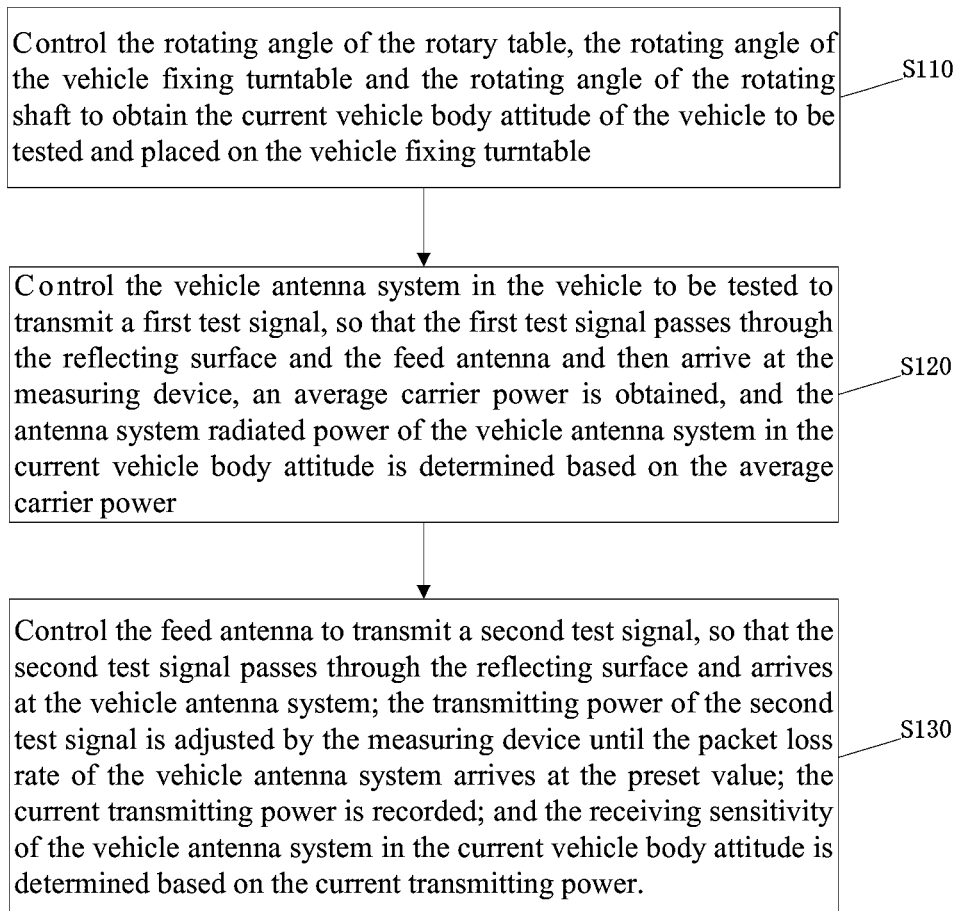 Control the rotating angle of the rotary table, the rotating angle of
the vehicle fixing turntable and the rotating angle of the rotating
shaft to obtain the current vehicle body attitude of the vehicle to be
tested and placed on the vehicle fixing turntable
S110
Control the vehicle antenna system in the vehicle to be tested to
transmit a first test signal, so that the first test signal passes through
the reflecting surface and the feed antenna and then arrive at the
measuring device, an average carrier power is obtained, and the
antenna system radiated power of the vehicle antenna system in the
current vehicle body attitude is determined based on the average
carrier power
S120
Control the feed antenna to transmit a second test signal, so that the
second test signal passes through the reflecting surface and arrives
at the vehicle antenna system; the transmitting power of the second
test signal is adjusted by the measuring device until the packet loss
rate of the vehicle antenna system arrives at the preset value; the
current transmitting power is recorded; and the receiving sensitivity
of the vehicle antenna system in the current vehicle body attitude is
determined based on the current transmitting power.
S130